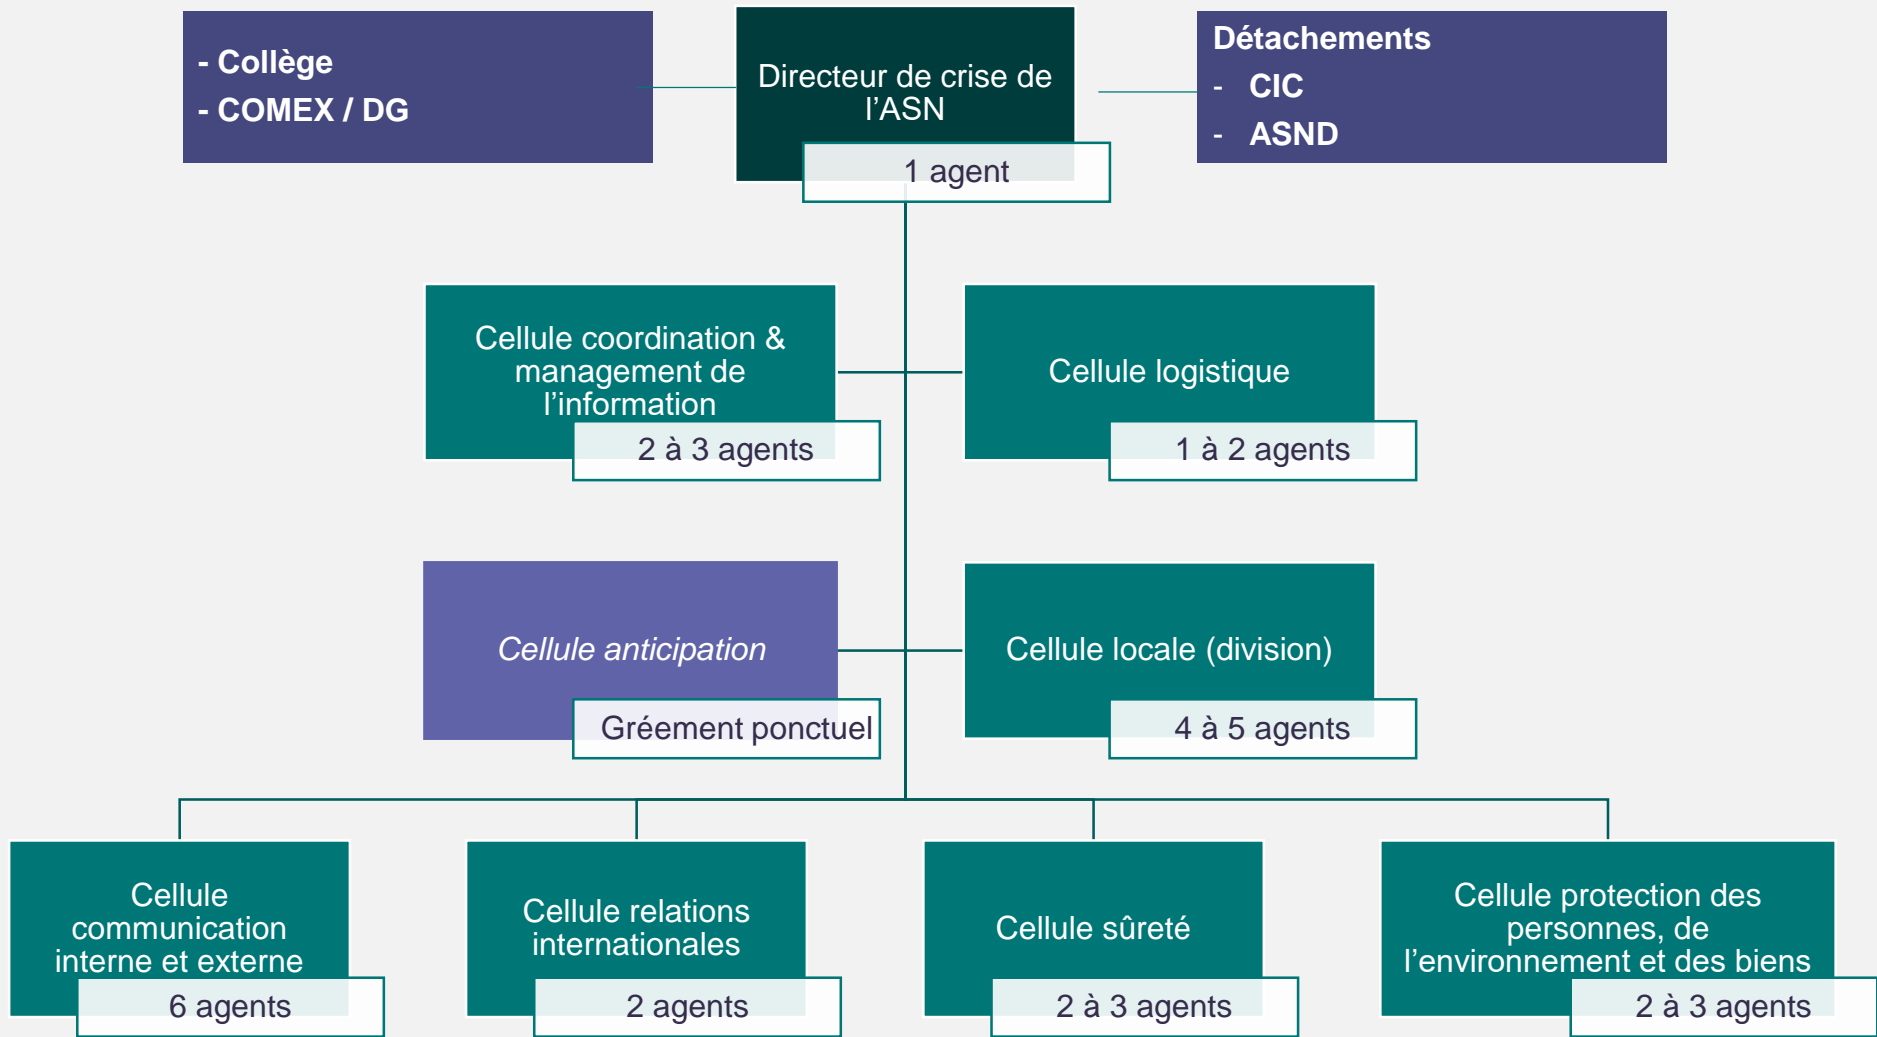 - Collège
- COMEX / DG
Directeur de crise de
l’ASN
1 agent
Détachements
- CIC
- ASND
Cellule coordination &
management de
l’information
2 à 3 agents
Cellule logistique
1 à 2 agents
Cellule anticipation
Gréement ponctuel
Cellule locale (division)
4 à 5 agents
Cellule
communication
interne et externe
6 agents
Cellule relations
internationales
2 agents
Cellule sûreté
2 à 3 agents
Cellule protection des
personnes, de
l’environnement et des biens
2 à 3 agents